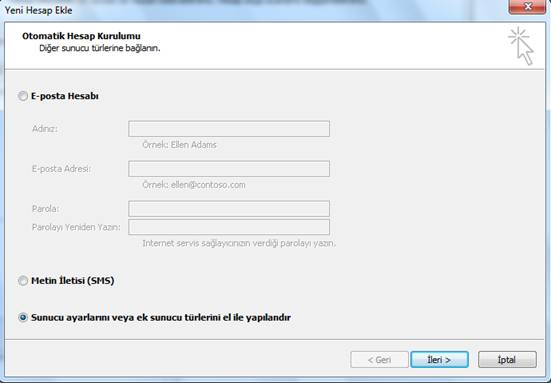 Yeni Hesap Ekle
Otomatik Hesap Kurulumu
Diğer sunucu türlerine bağlanın.
E-posta Hesabı
Adınız:
Örnek: Ellen Adams
E-posta Adresi:
Örnek: ellen@contoso.com
Parola:
Parolayı Yeniden Yazın:
Internet servis sağlayıcınızın verdiği parolayı yazın.
Metin İletisi (SMS)
Sunucu ayarlarını veya ek sunucu türlerini el ile yapılandır
< Geri İleri > İptal